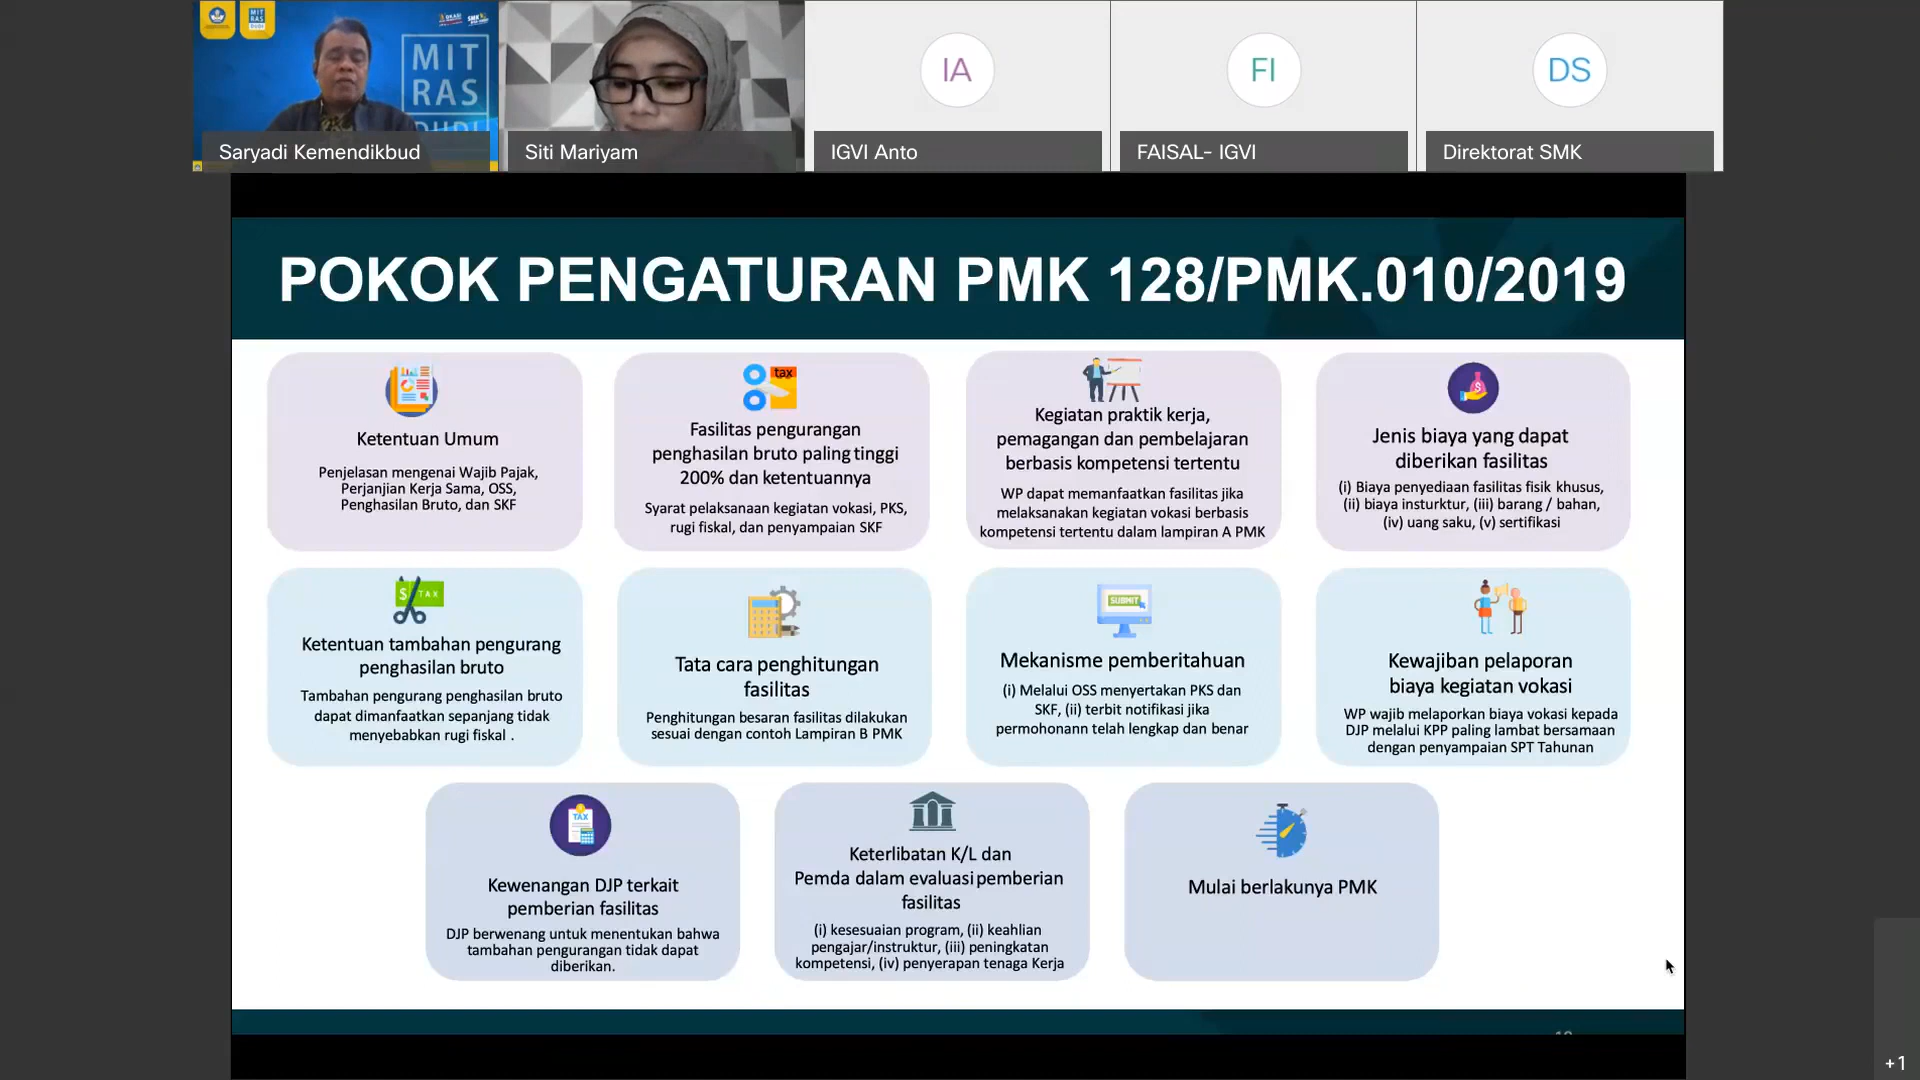 MIT
RAS
DUDI
MIT
RAS
Saryadi Kemendikbud
Siti Mariyam
IA
IGVI Anto
FI
FAISAL- IGVI
DS
Direktorat SMK
POKOK PENGATURAN PMK 128/PMK.010/2019
Ketentuan Umum
Penjelasan mengenai Wajib Pajak,
Perjanjian Kerja Sama, OSS,
Penghasilan Bruto, dan SKF
tax
Fasilitas pengurangan
penghasilan bruto paling tinggi
200% dan ketentuannya
Syarat pelaksanaan kegiatan vokasi, PKS,
rugi fiskal, dan penyampaian SKF
Kegiatan praktik kerja,
pemagangan dan pembelajaran
berbasis kompetensi tertentu
WP dapat memanfaatkan fasilitas jika
melaksanakan kegiatan vokasi berbasis
kompetensi tertentu dalam lampiran A PMK
$
Jenis biaya yang dapat
diberikan fasilitas
(i) Biaya penyediaan fasilitas fisik khusus,
(ii) biaya insturktur, (iii) barang / bahan,
(iv) uang saku, (v) sertifikasi
$ TAX
Ketentuan tambahan pengurang
penghasilan bruto
Tambahan pengurang penghasilan bruto
dapat dimanfaatkan sepanjang tidak
menyebabkan rugi fiskal .
Tata cara penghitungan
fasilitas
Penghitungan besaran fasilitas dilakukan
sesuai dengan contoh Lampiran B PMK
SUBMIT
Mekanisme pemberitahuan
(i) Melalui OSS menyertakan PKS dan
SKF, (ii) terbit notifikasi jika
permohonann telah lengkap dan benar
Kewajiban pelaporan
biaya kegiatan vokasi
WP wajib melaporkan biaya vokasi kepada
DJP melalui KPP paling lambat bersamaan
dengan penyampaian SPT Tahunan
TAX
Kewenangan DJP terkait
pemberian fasilitas
DJP berwenang untuk menentukan bahwa
tambahan pengurangan tidak dapat
diberikan.
Keterlibatan K/L dan
Pemda dalam evaluasi pemberian
fasilitas
(i) kesesuaian program, (ii) keahlian
pengajar/instruktur, (iii) peningkatan
kompetensi, (iv) penyerapan tenaga Kerja
Mulai berlakunya PMK
+1